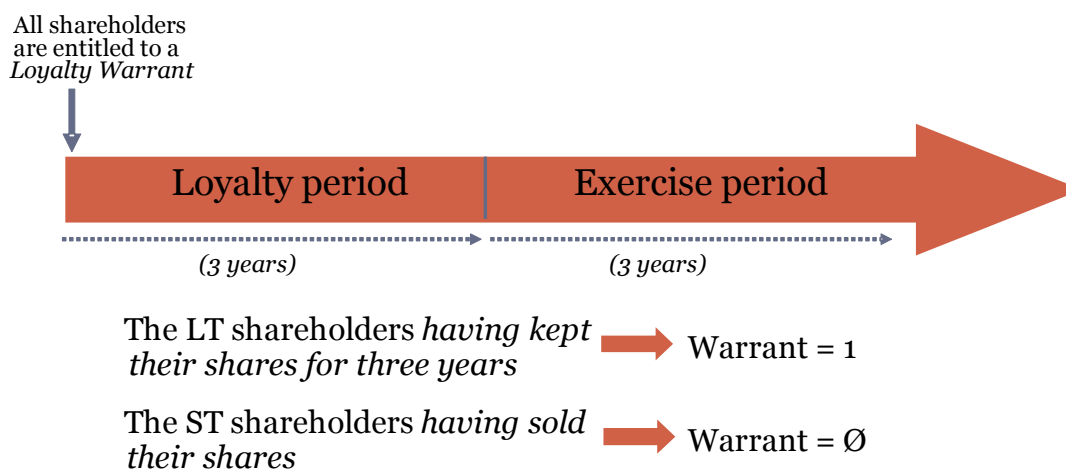 All shareholders
are entitled to a
Loyalty Warrant
Loyalty period
Exercise period
(3 years)
(3 years)
The LT shareholders having kept
their shares for three years
Warrant = 1
The ST shareholders having sold
their shares
Warrant = Ø